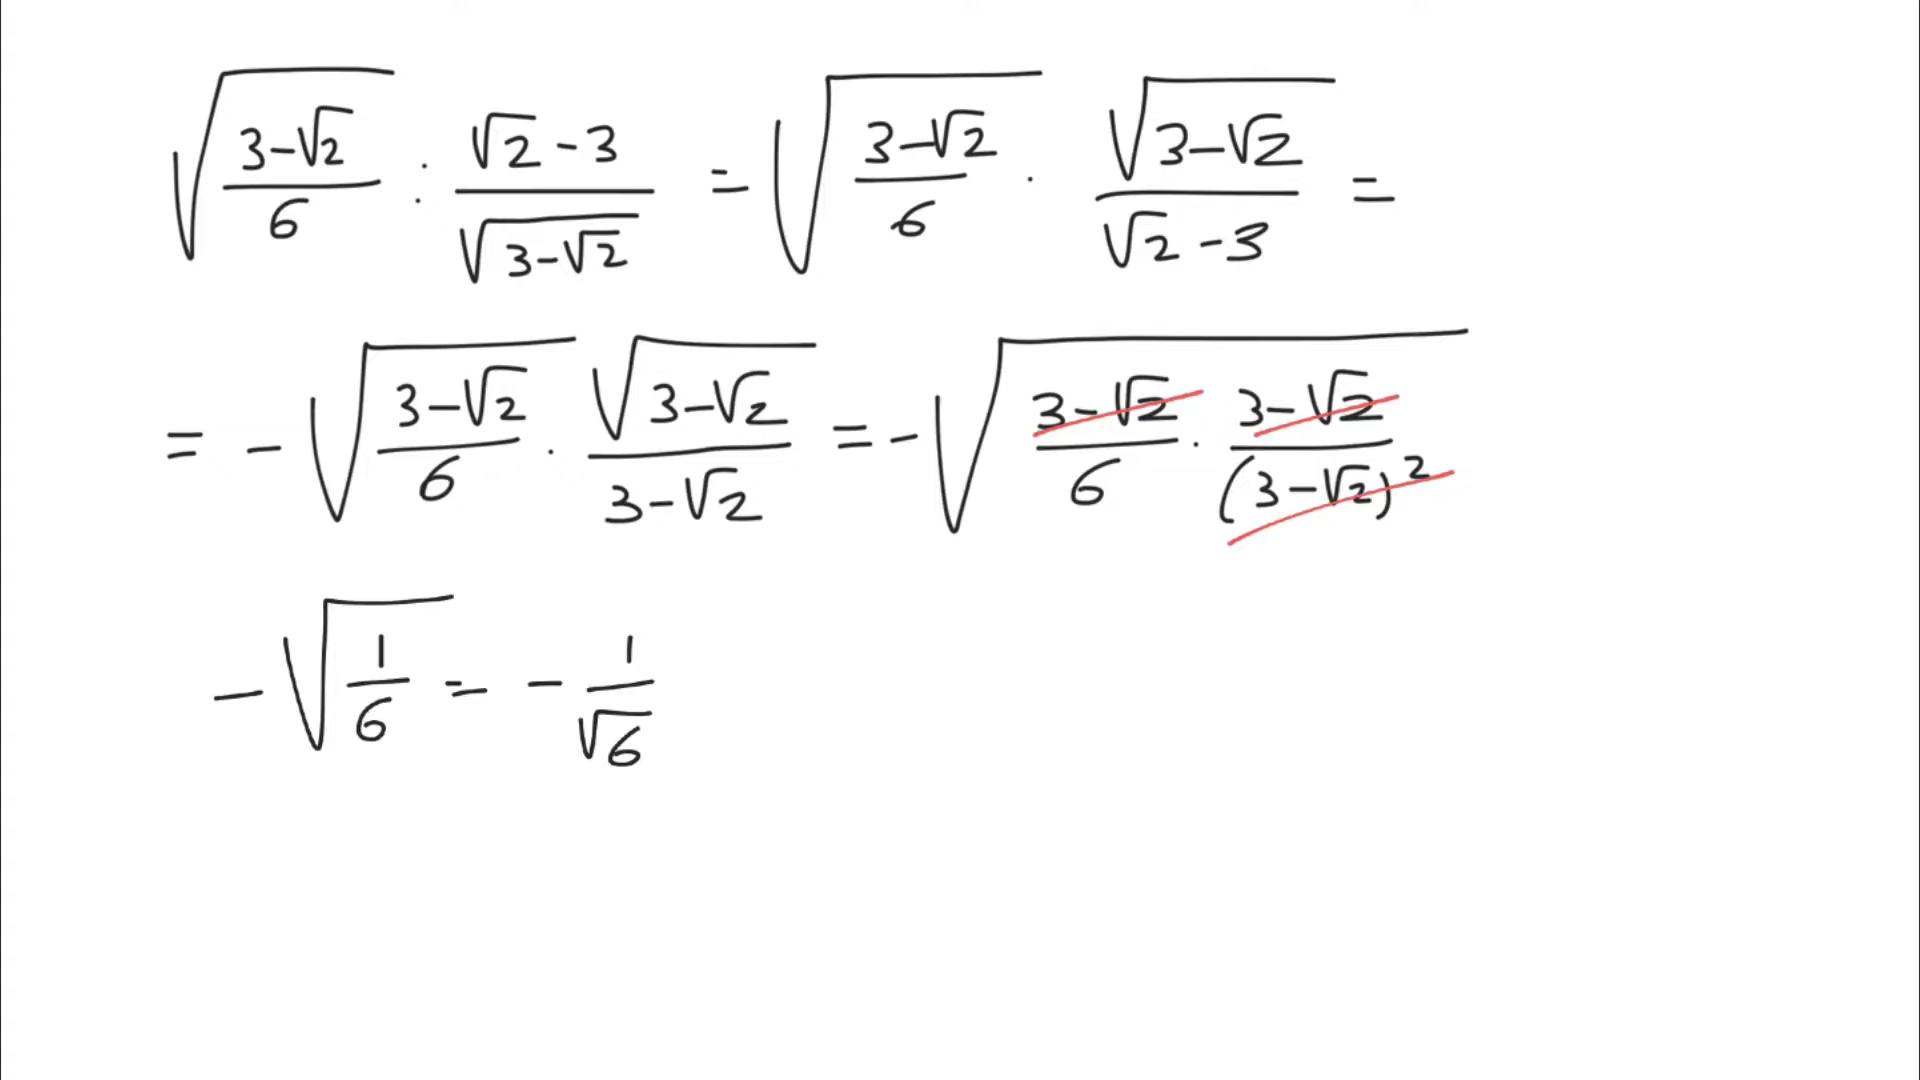 √((3-√2)/6) : (√2-3)/√(3-√2) = √((3-√2)/6) · √(3-√2)/(√2-3) =
= -√((3-√2)/6) · √(3-√2)/(3-√2) = -√((3-√2)/6 · (3-√2)/(3-√2)²)
-√(1/6) = -1/√6